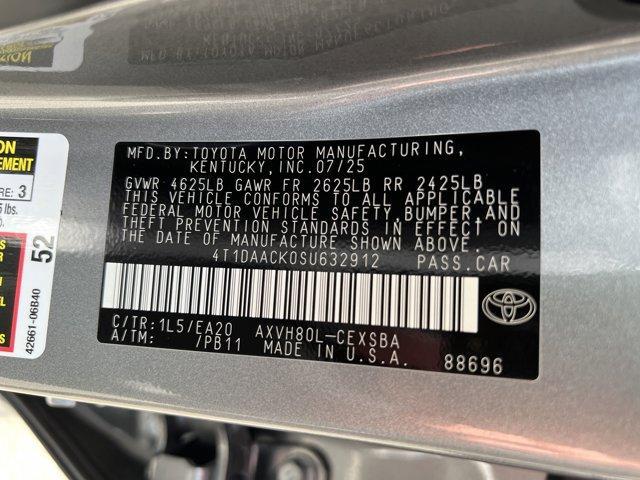 MFD.BY:TOYOTA MOTOR MANUFACTURING,
KENTUCKY,INC.07/25
GVWR 4625LB GAWR FR 2625LB RR 2425LB
THIS VEHICLE CONFORMS TO ALL APPLICABLE
FEDERAL MOTOR VEHICLE SAFETY,BUMPER,AND
THEFT PREVENTION STANDARDS IN EFFECT ON
THE DATE OF MANUFACTURE SHOWN ABOVE.
4T1DAACK0SU632912 PASS.CAR
C/TR:1L5/EA20 AXVH80L-CEXSBA
A/TM: /PB11 MADE IN U.S.A.
88696
3
lbs.
52
42661-06B40